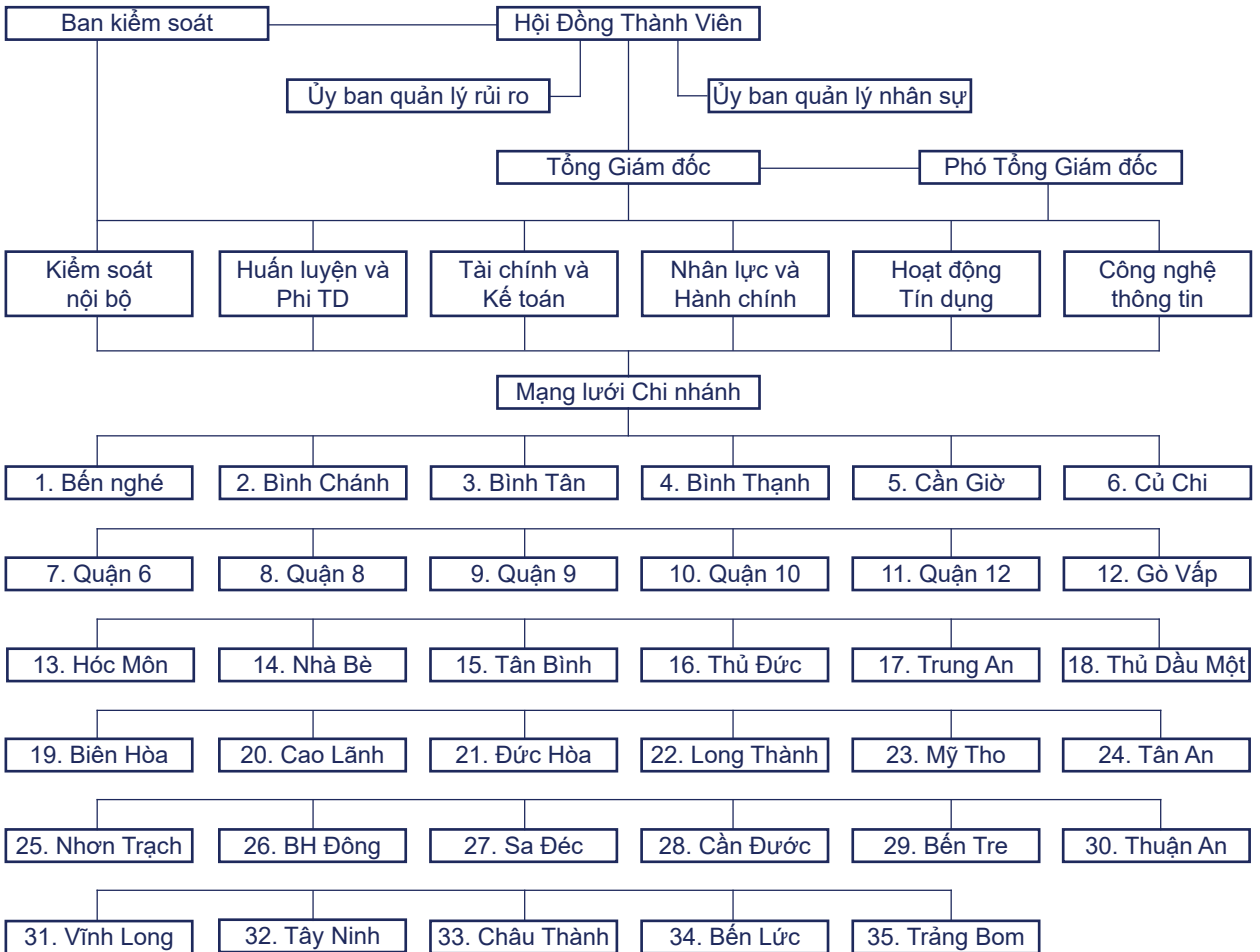 Ban kiểm soát
Hội Đồng Thành Viên
Ủy ban quản lý rủi ro
Ủy ban quản lý nhân sự
Tổng Giám đốc
Phó Tổng Giám đốc
Kiểm soát
nội bộ
Huấn luyện và
Phi TD
Tài chính và
Kế toán
Nhân lực và
Hành chính
Hoạt động
Tín dụng
Công nghệ
thông tin
Mạng lưới Chi nhánh
1. Bến nghé
2. Bình Chánh
3. Bình Tân
4. Bình Thạnh
5. Cần Giờ
6. Củ Chi
7. Quận 6
8. Quận 8
9. Quận 9
10. Quận 10
11. Quận 12
12. Gò Vấp
13. Hóc Môn
14. Nhà Bè
15. Tân Bình
16. Thủ Đức
17. Trung An
18. Thủ Dầu Một
19. Biên Hòa
20. Cao Lãnh
21. Đức Hòa
22. Long Thành
23. Mỹ Tho
24. Tân An
25. Nhơn Trạch
26. BH Đông
27. Sa Đéc
28. Cần Đước
29. Bến Tre
30. Thuận An
31. Vĩnh Long
32. Tây Ninh
33. Châu Thành
34. Bến Lức
35. Trảng Bom